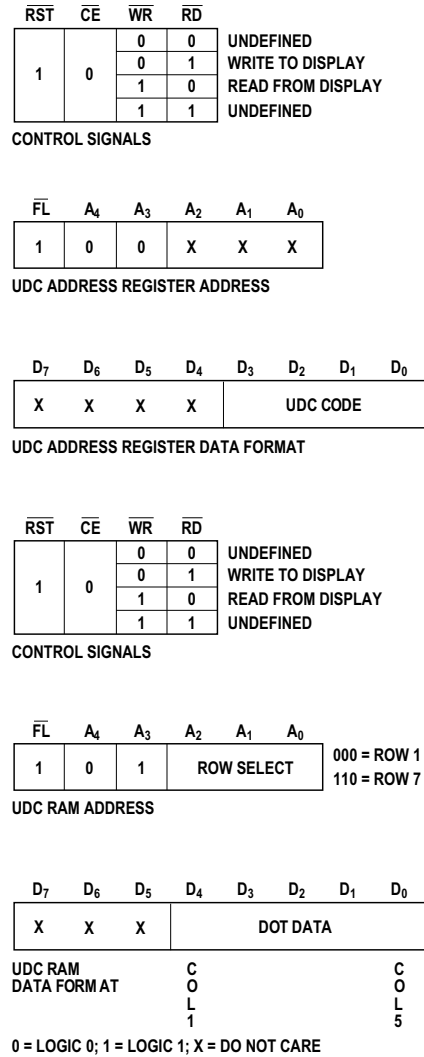 RST CE WR RD
0 0 UNDEFINED
1 0 0 1 WRITE TO DISPLAY
1 0 READ FROM DISPLAY
1 1 UNDEFINED
CONTROL SIGNALS
FL A4 A3 A2 A1 A0
1 0 0 X X X
UDC ADDRESS REGISTER ADDRESS
D7 D6 D5 D4 D3 D2 D1 D0
X X X X UDC CODE
UDC ADDRESS REGISTER DATA FORMAT
RST CE WR RD
0 0 UNDEFINED
1 0 0 1 WRITE TO DISPLAY
1 0 READ FROM DISPLAY
1 1 UNDEFINED
CONTROL SIGNALS
FL A4 A3 A2 A1 A0
1 0 1 ROW SELECT 000 = ROW 1
110 = ROW 7
UDC RAM ADDRESS
D7 D6 D5 D4 D3 D2 D1 D0
X X X DOT DATA
UDC RAM C C
DATA FORMAT O O
L L
1 5
0 = LOGIC 0; 1 = LOGIC 1; X = DO NOT CARE